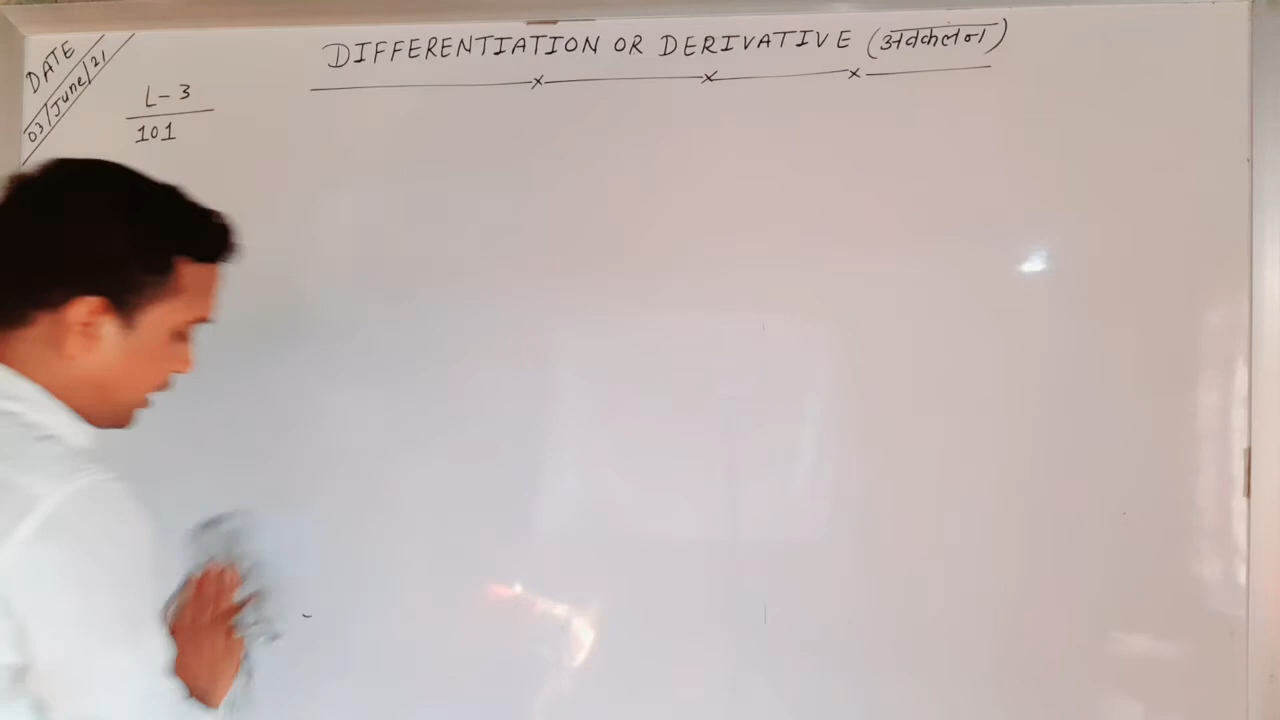 DATE
03/June/21
DIFFERENTIATION OR DERIVATIVE (अवकलन)
L-3
101